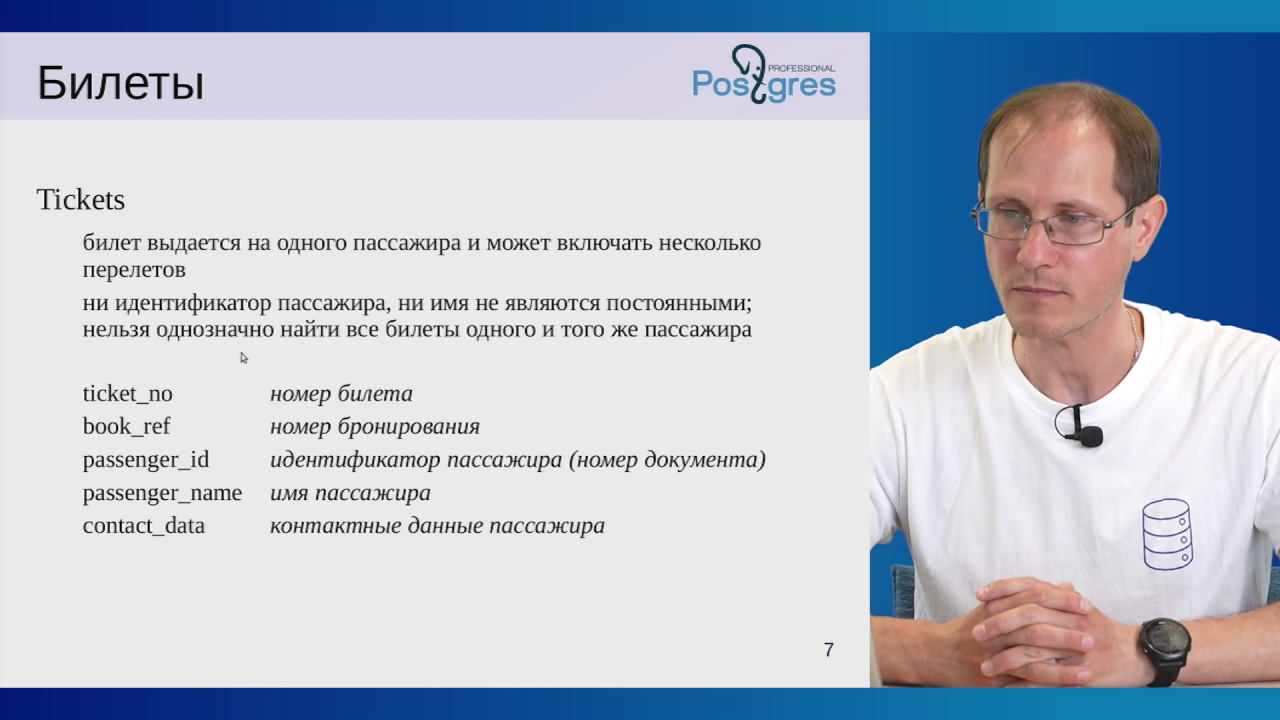 Билеты
PROFESSIONAL
Postgres
Tickets
билет выдается на одного пассажира и может включать несколько
перелетов
ни идентификатор пассажира, ни имя не являются постоянными;
нельзя однозначно найти все билеты одного и того же пассажира
ticket_no номер билета
book_ref номер бронирования
passenger_id идентификатор пассажира (номер документа)
passenger_name имя пассажира
contact_data контактные данные пассажира
7